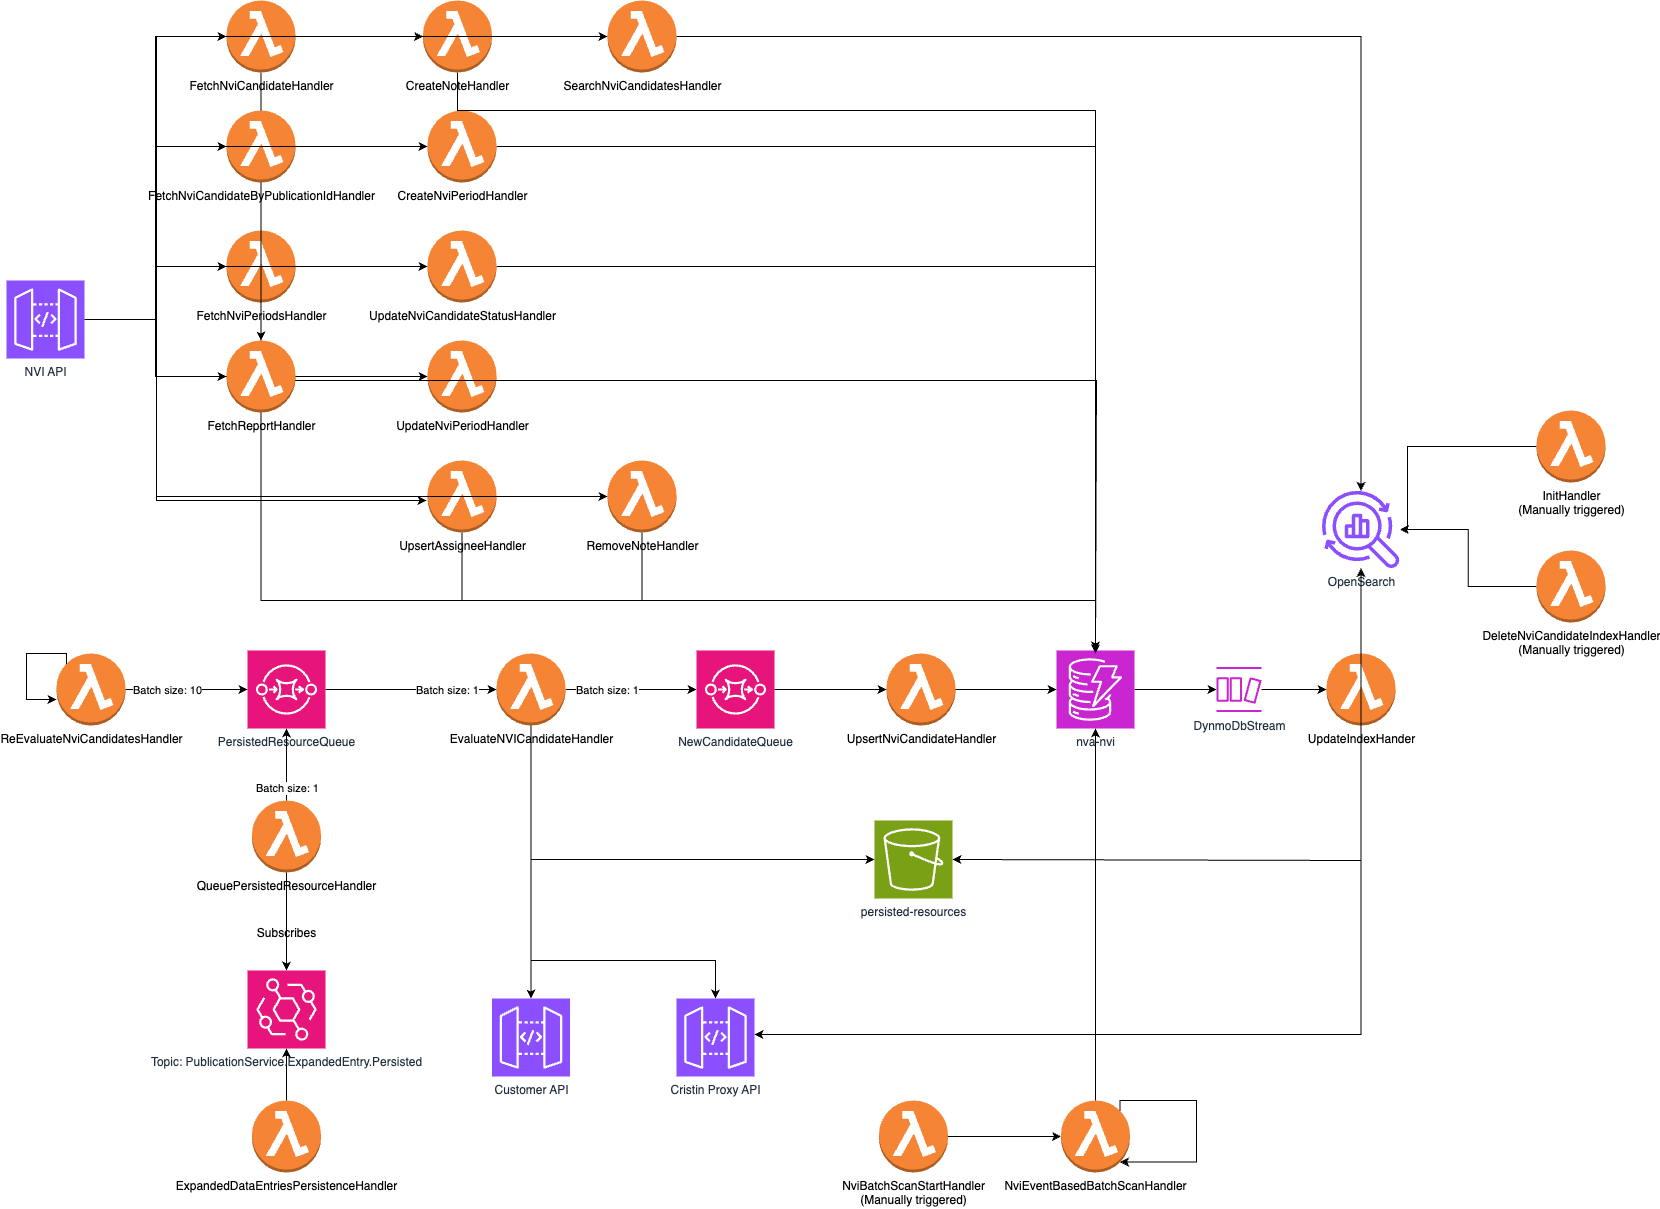 FetchNviCandidateHandler
CreateNoteHandler
SearchNviCandidatesHandler
FetchNviCandidateByPublicationIdHandler
CreateNviPeriodHandler
FetchNviPeriodsHandler
UpdateNviCandidateStatusHandler
NVI API
FetchReportHandler
UpdateNviPeriodHandler
InitHandler
(Manually triggered)
UpsertAssigneeHandler
RemoveNoteHandler
OpenSearch
DeleteNviCandidateIndexHandler
(Manually triggered)
Batch size: 10
Batch size: 1
Batch size: 1
ReEvaluateNviCandidatesHandler
PersistedResourceQueue
EvaluateNVICandidateHandler
NewCandidateQueue
UpsertNviCandidateHandler
nva-nvi
DynmoDbStream
UpdateIndexHander
Batch size: 1
QueuePersistedResourceHandler
persisted-resources
Subscribes
Topic: PublicationService.ExpandedEntry.Persisted
Customer API
Cristin Proxy API
ExpandedDataEntriesPersistenceHandler
NviBatchScanStartHandler
(Manually triggered)
NviEventBasedBatchScanHandler